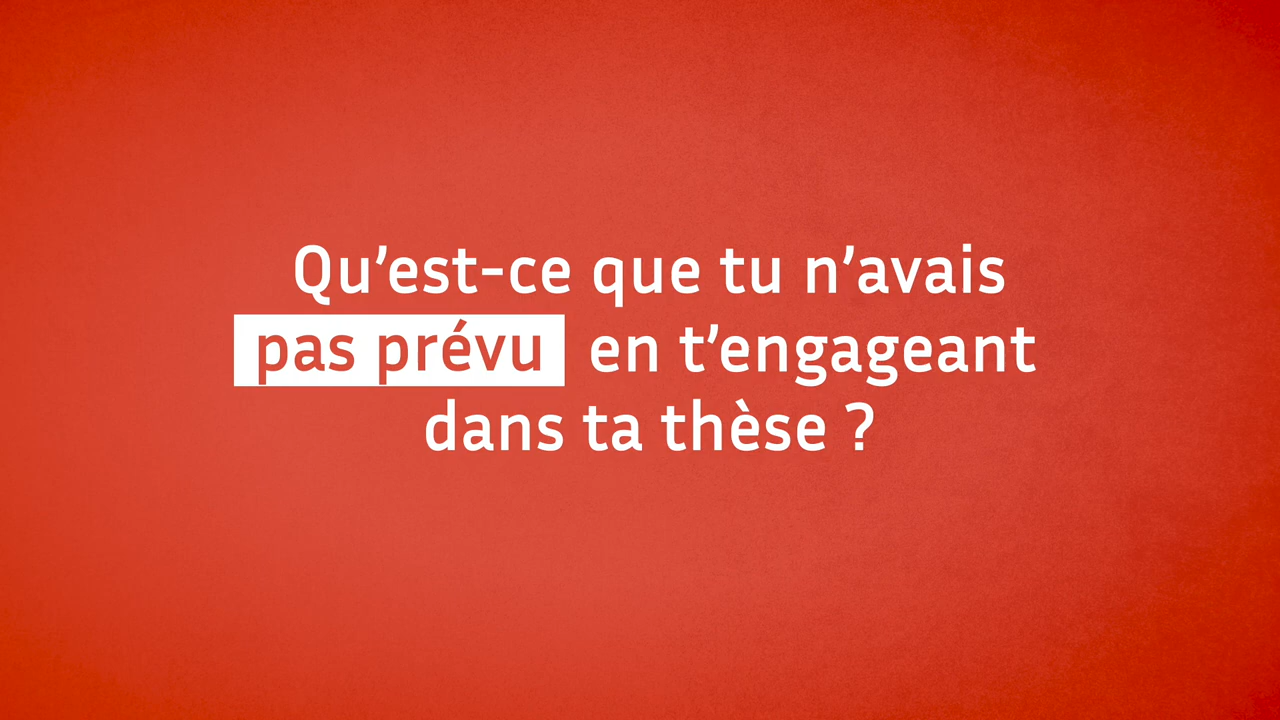 Qu’est-ce que tu n’avais
pas prévu en t’engageant
dans ta thèse ?